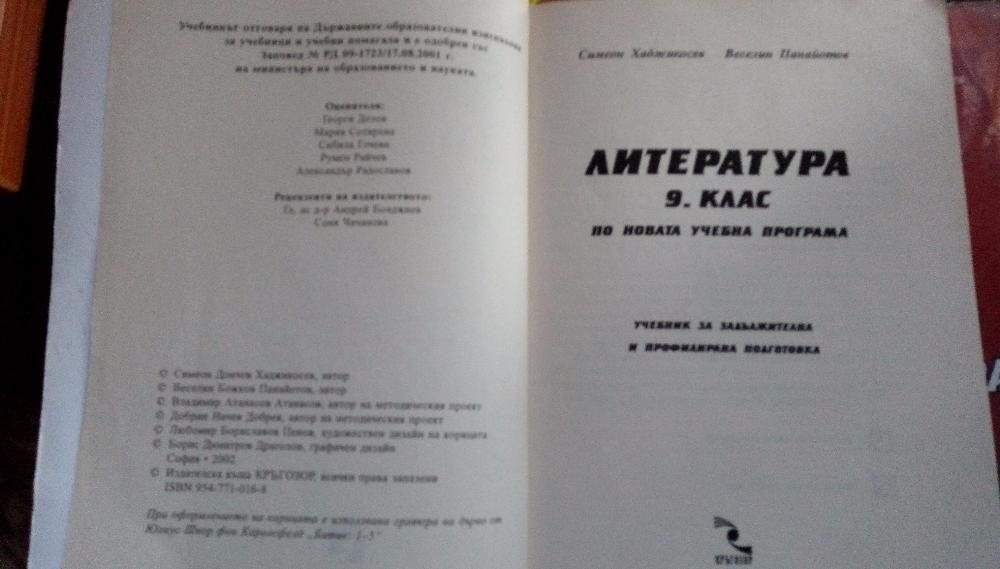 Учебникът отговаря на Държавните образователни изисквания
за учебници и учебни помагала и е одобрен със
Заповед № РД 09-1723/17.08.2001 г.
на министъра на образованието и науката.
Оценители:
Георги Делов
Мария Сотирова
Сибила Гочева
Румен Райчев
Александър Радославов
Рецензенти на издателството:
Гл. ас д-р Андрей Бояджиев
Соня Чачанова
© Симеон Дончев Хаджикосев, автор
© Веселин Божков Панайотов, автор
© Владимир Атанасов Атанасов, автор на методическия проект
© Добрин Начев Добрев, автор на методическия проект
© Любомир Бориславов Пенов, художествен дизайн на корицата
© Борис Димитров Драголов, графичен дизайн
София • 2002
© Издателска къща КРЪГОЗОР, всички права запазени
ISBN 954-771-016-4
При оформлението на корицата е използвана гравюра на дърво от
Юлиус Шнор фон Каролсфелд „Битие: 1–5"
Симеон Хаджикосев Веселин Панайотов
ЛИТЕРАТУРА
9. КЛАС
ПО НОВАТА УЧЕБНА ПРОГРАМА
УЧЕБНИК ЗА ЗАДЪЛЖИТЕЛНА
И ПРОФИЛИРАНА ПОДГОТОВКА